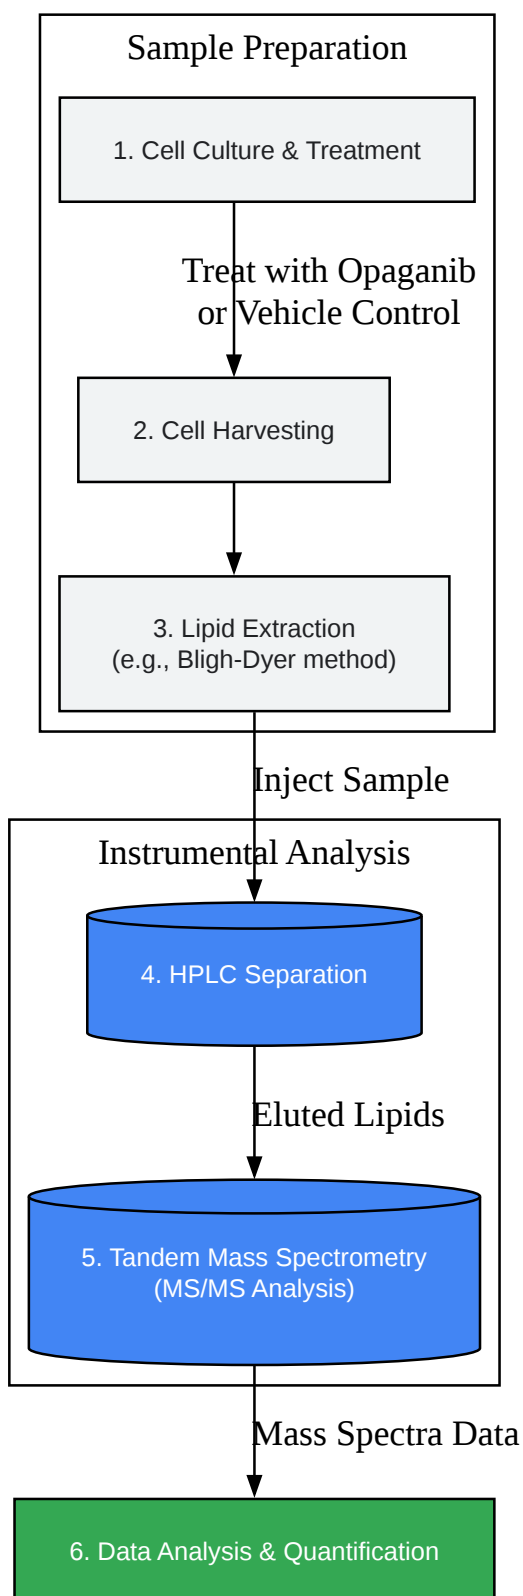 Sample Preparation
1. Cell Culture & Treatment
Treat with Opaganib
or Vehicle Control
2. Cell Harvesting
3. Lipid Extraction
(e.g., Bligh-Dyer method)
Inject Sample
Instrumental Analysis
4. HPLC Separation
Eluted Lipids
5. Tandem Mass Spectrometry
(MS/MS Analysis)
Mass Spectra Data
6. Data Analysis & Quantification